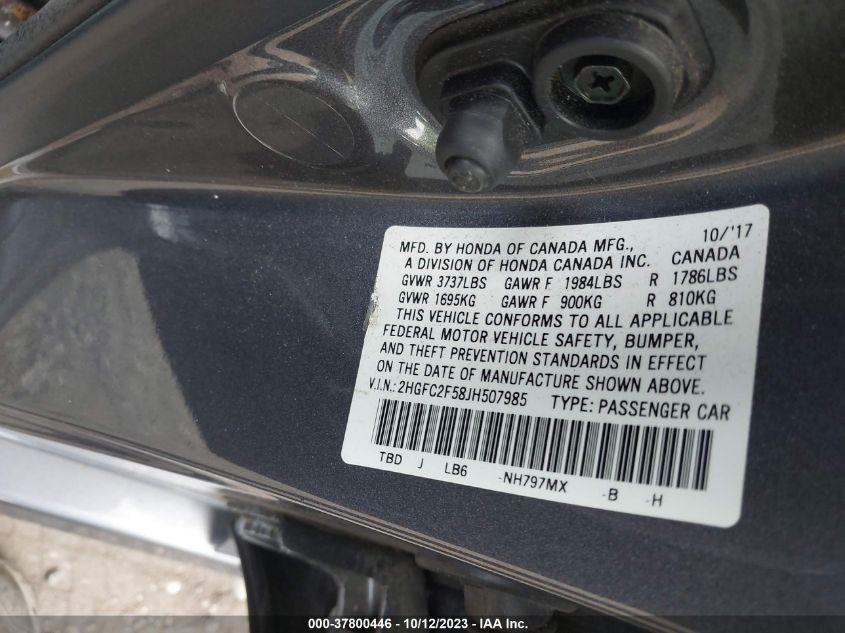 10/'17
MFD. BY HONDA OF CANADA MFG.,
A DIVISION OF HONDA CANADA INC. CANADA
GVWR 3737LBS GAWR F 1984LBS R 1786LBS
GVWR 1695KG GAWR F 900KG R 810KG
THIS VEHICLE CONFORMS TO ALL APPLICABLE
FEDERAL MOTOR VEHICLE SAFETY, BUMPER,
AND THEFT PREVENTION STANDARDS IN EFFECT
ON THE DATE OF MANUFACTURE SHOWN ABOVE.
V.I.N.: 2HGFC2F58JH507985 TYPE: PASSENGER CAR
TBD J LB6 -NH797MX -B -H
000-37800446 - 10/12/2023 - IAA Inc.